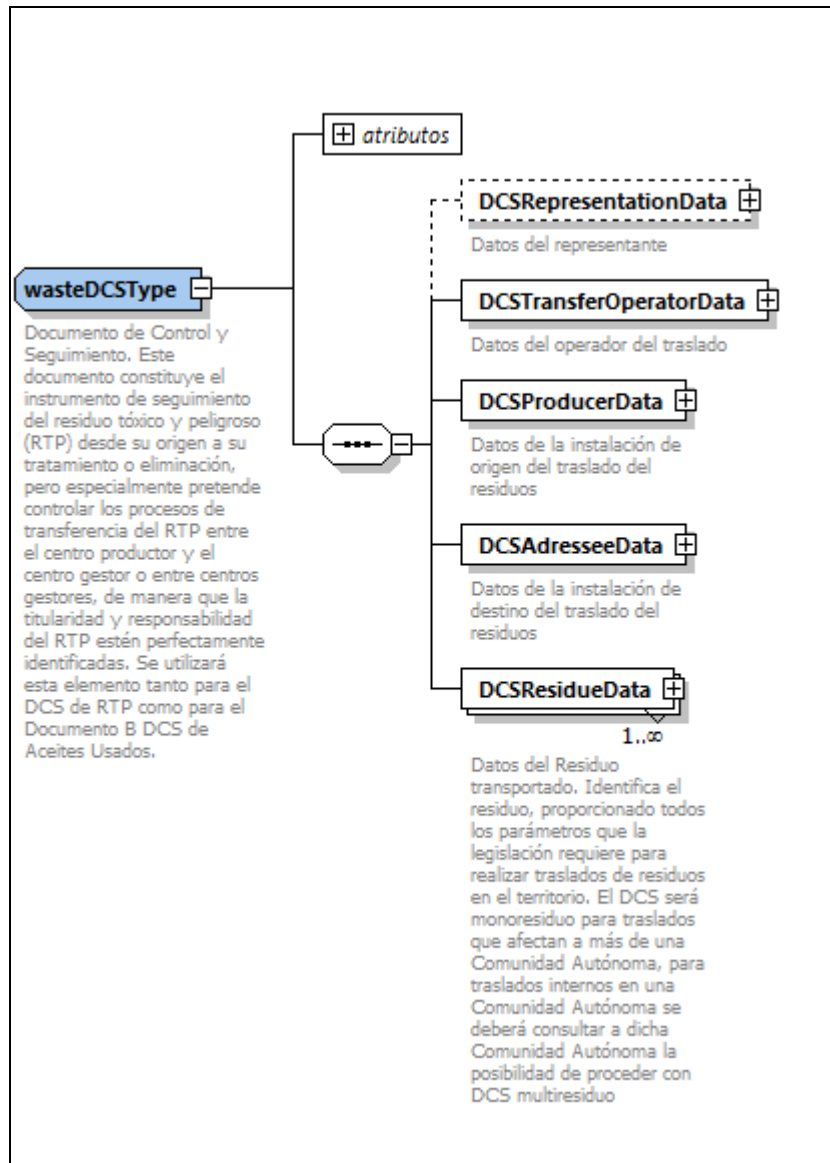 atributos
DCSRepresentationData
Datos del representante
DCSTransferOperatorData
Datos del operador del traslado
DCSProducerData
Datos de la instalación de
origen del traslado del
residuos
DCSAdresseeData
Datos de la instalación de
destino del traslado del
residuos
DCSResidueData
1..∞
Datos del Residuo
transportado. Identifica el
residuo, proporcionado todos
los parámetros que la
legislación requiere para
realizar traslados de residuos
en el territorio. El DCS será
monoresiduo para traslados
que afectan a más de una
Comunidad Autónoma, para
traslados internos en una
Comunidad Autónoma se
deberá consultar a dicha
Comunidad Autónoma la
posibilidad de proceder con
DCS multiresiduo
wasteDCSType
Documento de Control y
Seguimiento. Este
documento constituye el
instrumento de seguimiento
del residuo tóxico y peligroso
(RTP) desde su origen a su
tratamiento o eliminación,
pero especialmente pretende
controlar los procesos de
transferencia del RTP entre
el centro productor y el
centro gestor o entre centros
gestores, de manera que la
titularidad y responsabilidad
del RTP estén perfectamente
identificadas. Se utilizará
esta elemento tanto para el
DCS de RTP como para el
Documento B DCS de
Aceites Usados.